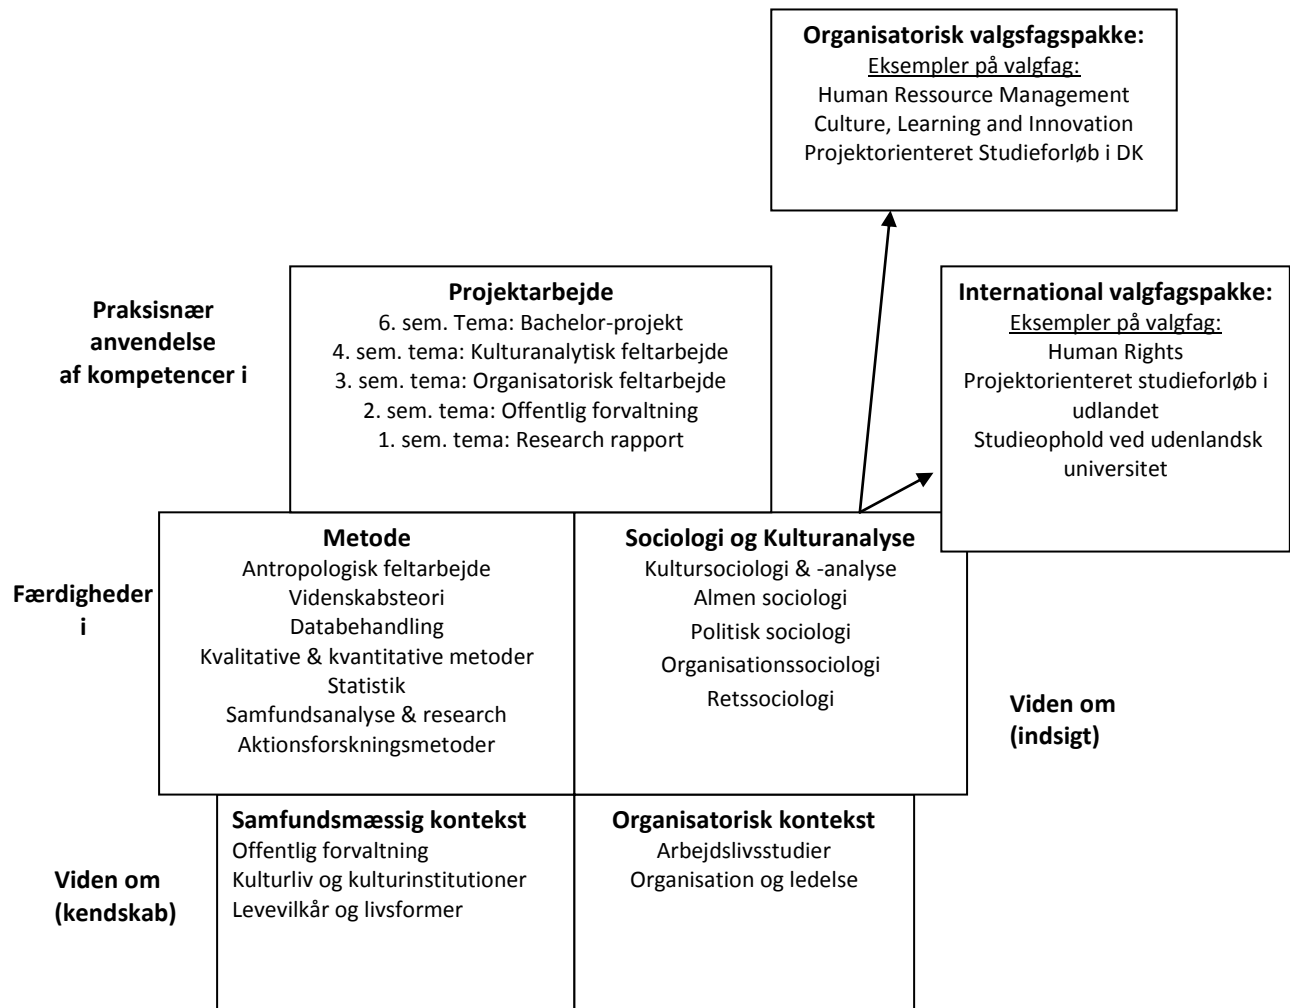 Organisatorisk valgsfagspakke:
Eksempler på valgfag:
Human Ressource Management
Culture, Learning and Innovation
Projektorienteret Studieforløb i DK
Praksisnær
anvendelse
af kompetencer i
Projektarbejde
6. sem. Tema: Bachelor-projekt
4. sem. tema: Kulturanalytisk feltarbejde
3. sem. tema: Organisatorisk feltarbejde
2. sem. tema: Offentlig forvaltning
1. sem. tema: Research rapport
International valgfagspakke:
Eksempler på valgfag:
Human Rights
Projektorienteret studieforløb i
udlandet
Studieophold ved udenlandsk
universitet
Færdigheder
i
Metode
Antropologisk feltarbejde
Videnskabsteori
Databehandling
Kvalitative & kvantitative metoder
Statistik
Samfundsanalyse & research
Aktionsforskningsmetoder
Sociologi og Kulturanalyse
Kultursociologi & -analyse
Almen sociologi
Politisk sociologi
Organisationssociologi
Retssociologi
Viden om
(indsigt)
Viden om
(kendskab)
Samfundsmæssig kontekst
Offentlig forvaltning
Kulturliv og kulturinstitutioner
Levevilkår og livsformer
Organisatorisk kontekst
Arbejdslivsstudier
Organisation og ledelse